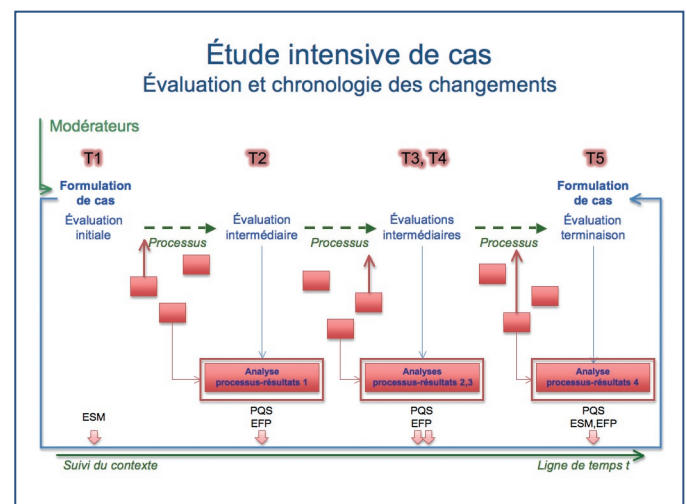 Étude intensive de cas
Évaluation et chronologie des changements
Modérateurs
T1
T2
T3, T4
T5
Formulation
de cas
Formulation
de cas
Évaluation
initiale
Processus
Évaluation
intermédiaire
Processus
Évaluations
intermédiaires
Processus
Évaluation
terminaison
Analyse
processus-résultats 1
Analyses
processus-résultats 2,3
Analyse
processus-résultats 4
ESM
PQS
EFP
PQS
EFP
PQS
ESM,EFP
Suivi du contexte
Ligne de temps t